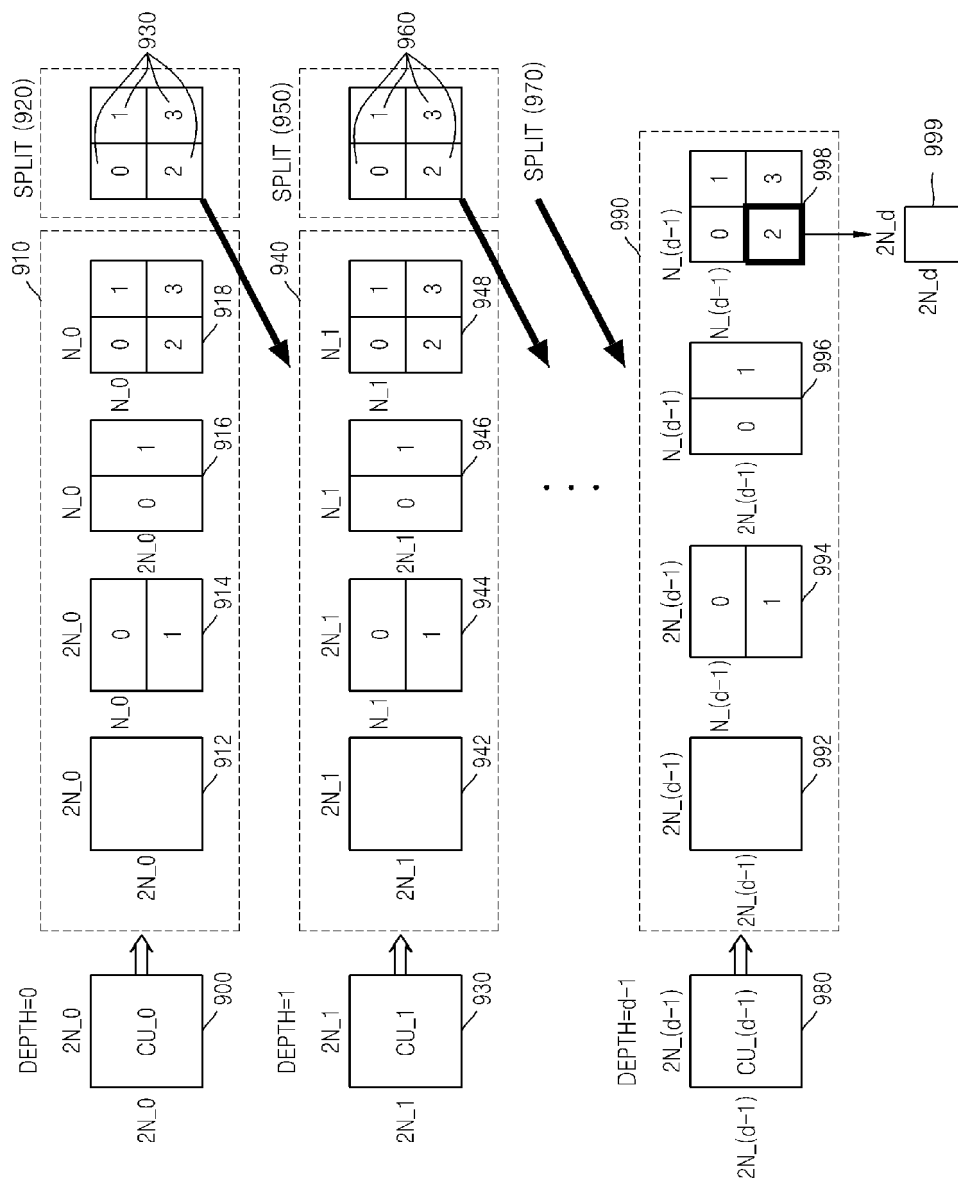 DEPTH=0
2N_0
2N_0
CU_0
900
910
2N_0
2N_0
912
2N_0
N_0
0
1
914
N_0
2N_0
0
1
916
N_0
N_0
0
1
2
3
918
SPLIT (920)
0
1
2
3
930
DEPTH=1
2N_1
2N_1
CU_1
930
940
2N_1
2N_1
942
2N_1
N_1
0
1
944
N_1
2N_1
0
1
946
N_1
N_1
0
1
2
3
948
SPLIT (950)
0
1
2
3
960
SPLIT (970)
DEPTH=d-1
2N_(d-1)
2N_(d-1)
CU_(d-1)
980
990
2N_(d-1)
2N_(d-1)
992
2N_(d-1)
N_(d-1)
0
1
994
N_(d-1)
2N_(d-1)
0
1
996
N_(d-1)
N_(d-1)
0
1
2
3
998
2N_d
2N_d
999